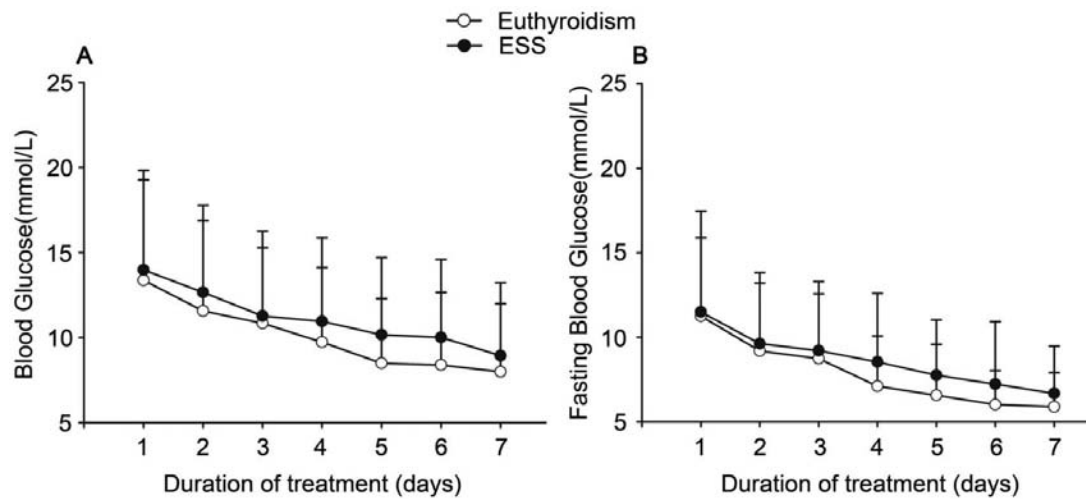 Euthyroidism
ESS
A
25
20
15
10
5
Blood Glucose(mmol/L)
1 2 3 4 5 6 7
Duration of treatment (days)
B
25
20
15
10
5
Fasting Blood Glucose(mmol/L)
1 2 3 4 5 6 7
Duration of treatment (days)